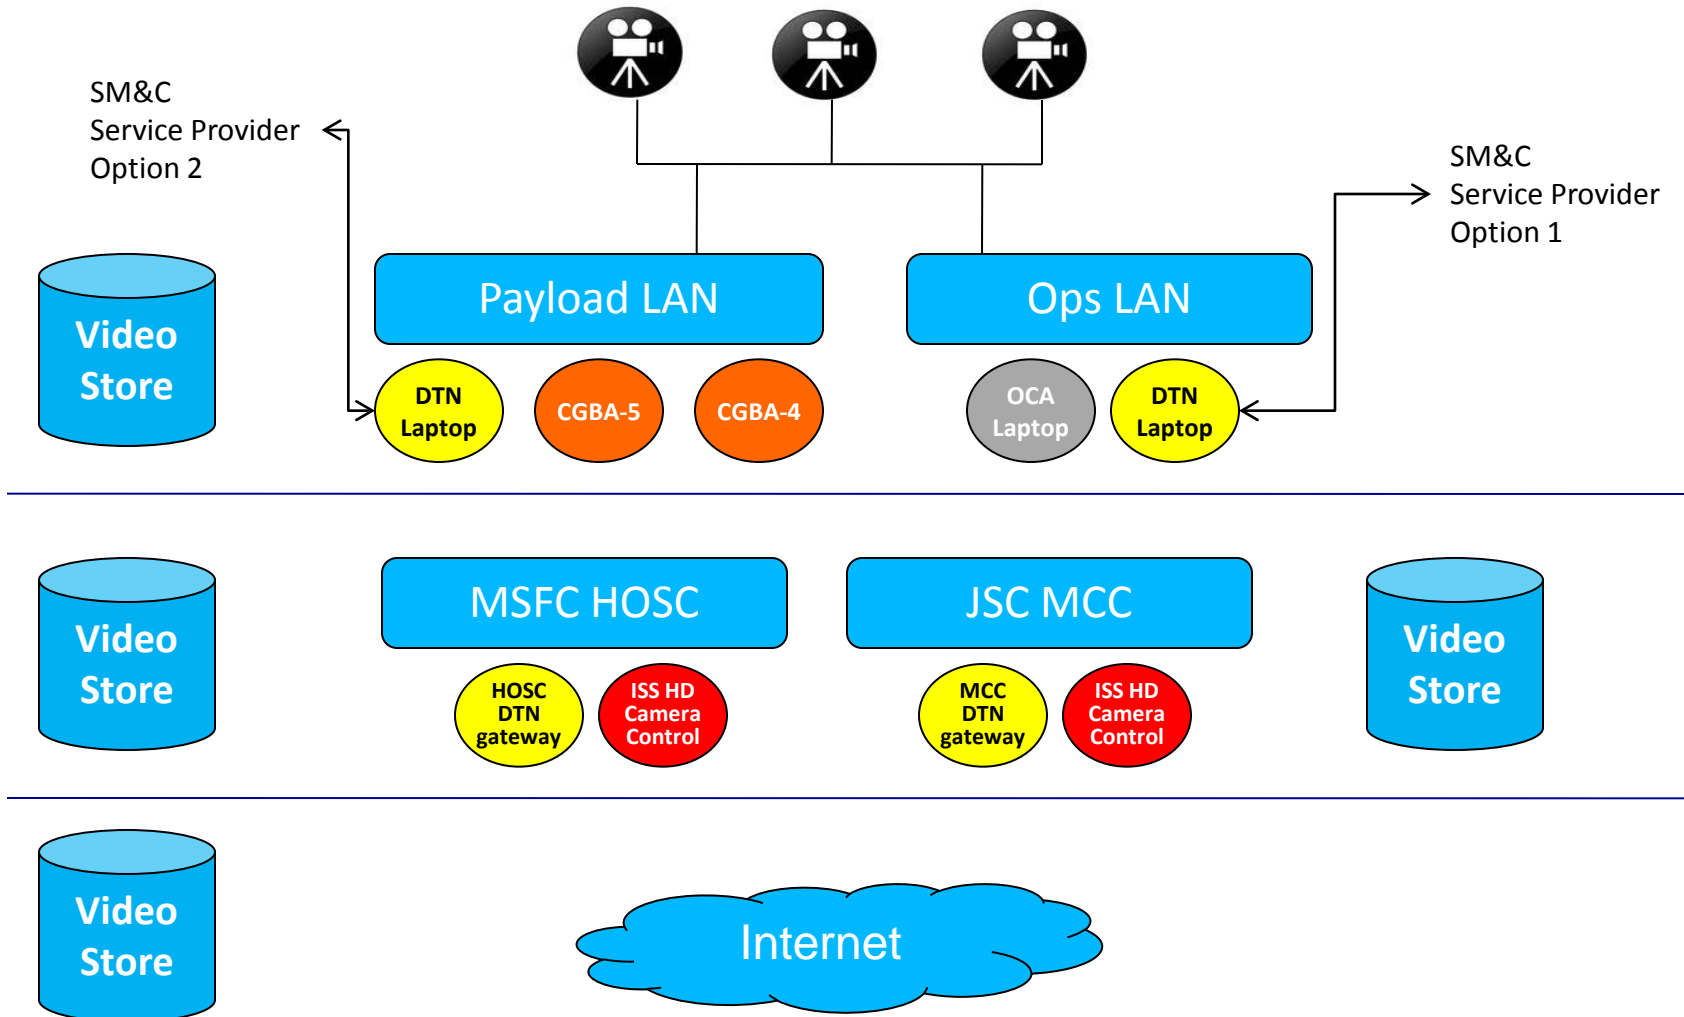 SM&C
Service Provider
Option 2
SM&C
Service Provider
Option 1
Video
Store
Payload LAN
Ops LAN
DTN
Laptop
CGBA-5
CGBA-4
OCA
Laptop
DTN
Laptop
Video
Store
MSFC HOSC
JSC MCC
Video
Store
HOSC
DTN
gateway
ISS HD
Camera
Control
MCC
DTN
gateway
ISS HD
Camera
Control
Video
Store
Internet